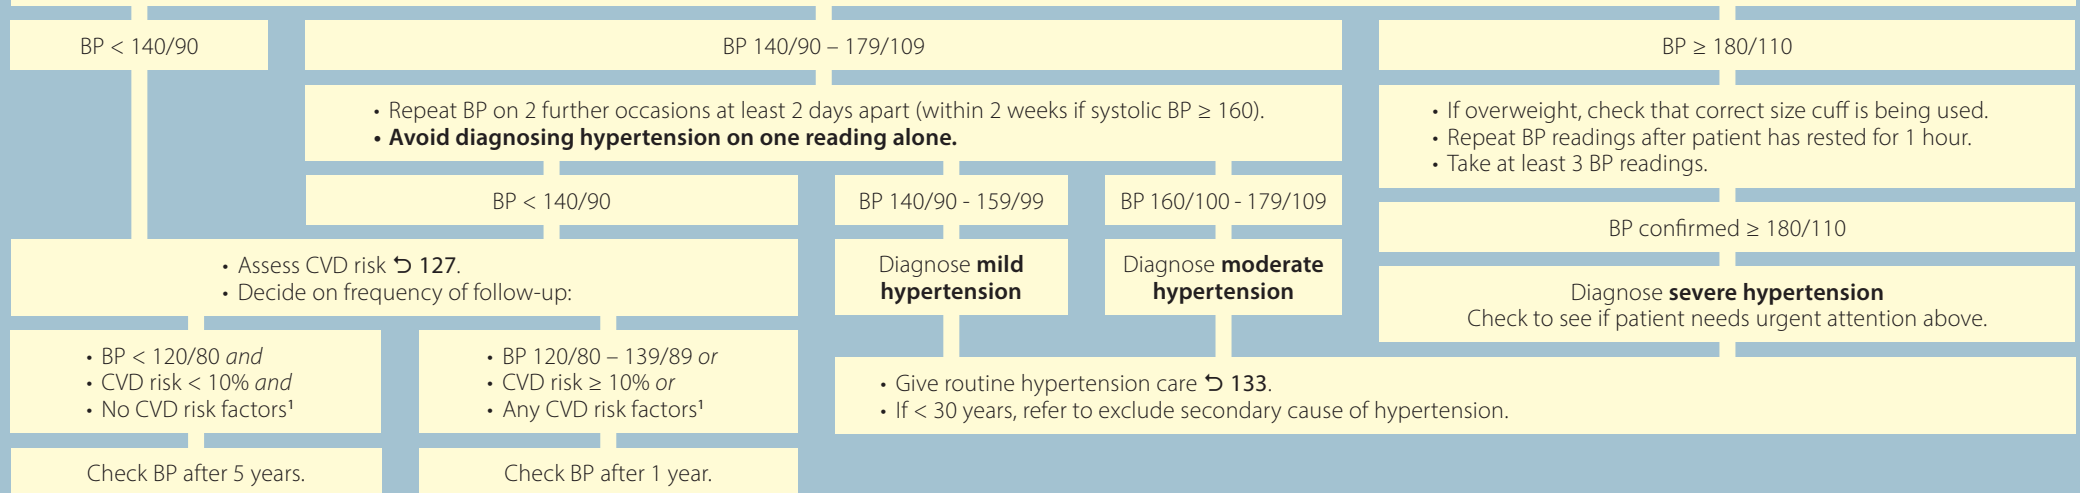 BP < 140/90
BP 140/90 – 179/109
BP ≥ 180/110
• Repeat BP on 2 further occasions at least 2 days apart (within 2 weeks if systolic BP ≥ 160).
• Avoid diagnosing hypertension on one reading alone.
• If overweight, check that correct size cuff is being used.
• Repeat BP readings after patient has rested for 1 hour.
• Take at least 3 BP readings.
BP < 140/90
BP 140/90 - 159/99
BP 160/100 - 179/109
BP confirmed ≥ 180/110
• Assess CVD risk ⮌ 127.
• Decide on frequency of follow-up:
Diagnose mild
hypertension
Diagnose moderate
hypertension
Diagnose severe hypertension
Check to see if patient needs urgent attention above.
• BP < 120/80 and
• CVD risk < 10% and
• No CVD risk factors¹
• BP 120/80 – 139/89 or
• CVD risk ≥ 10% or
• Any CVD risk factors¹
• Give routine hypertension care ⮌ 133.
• If < 30 years, refer to exclude secondary cause of hypertension.
Check BP after 5 years.
Check BP after 1 year.